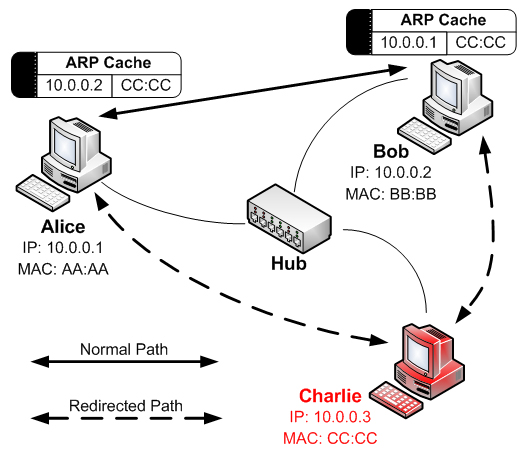 ARP Cache
10.0.0.1 CC:CC
ARP Cache
10.0.0.2 CC:CC
Bob
IP: 10.0.0.2
MAC: BB:BB
Alice
IP: 10.0.0.1
MAC: AA:AA
Hub
Normal Path
Redirected Path
Charlie
IP: 10.0.0.3
MAC: CC:CC